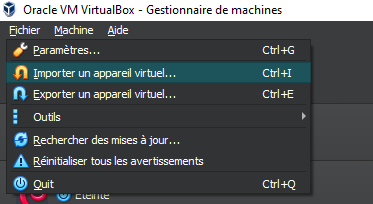 Oracle VM VirtualBox - Gestionnaire de machines
Fichier Machine Aide
Paramètres... Ctrl+G
Importer un appareil virtuel... Ctrl+I
Exporter un appareil virtuel... Ctrl+E
Outils
Rechercher des mises à jour...
Réinitialiser tous les avertissements
Quit Ctrl+Q
Éteinte